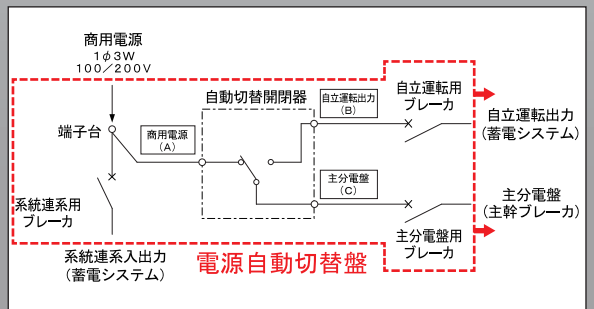 商用電源
1φ3W
100/200V
端子台
商用電源
(A)
自動切替開閉器
自立運転出力
(B)
自立運転用
ブレーカ
自立運転出力
(蓄電システム)
主分電盤
(C)
主分電盤
(主幹ブレーカ)
系統連系用
ブレーカ
主分電盤用
ブレーカ
系統連系入出力
(蓄電システム)
電源自動切替盤